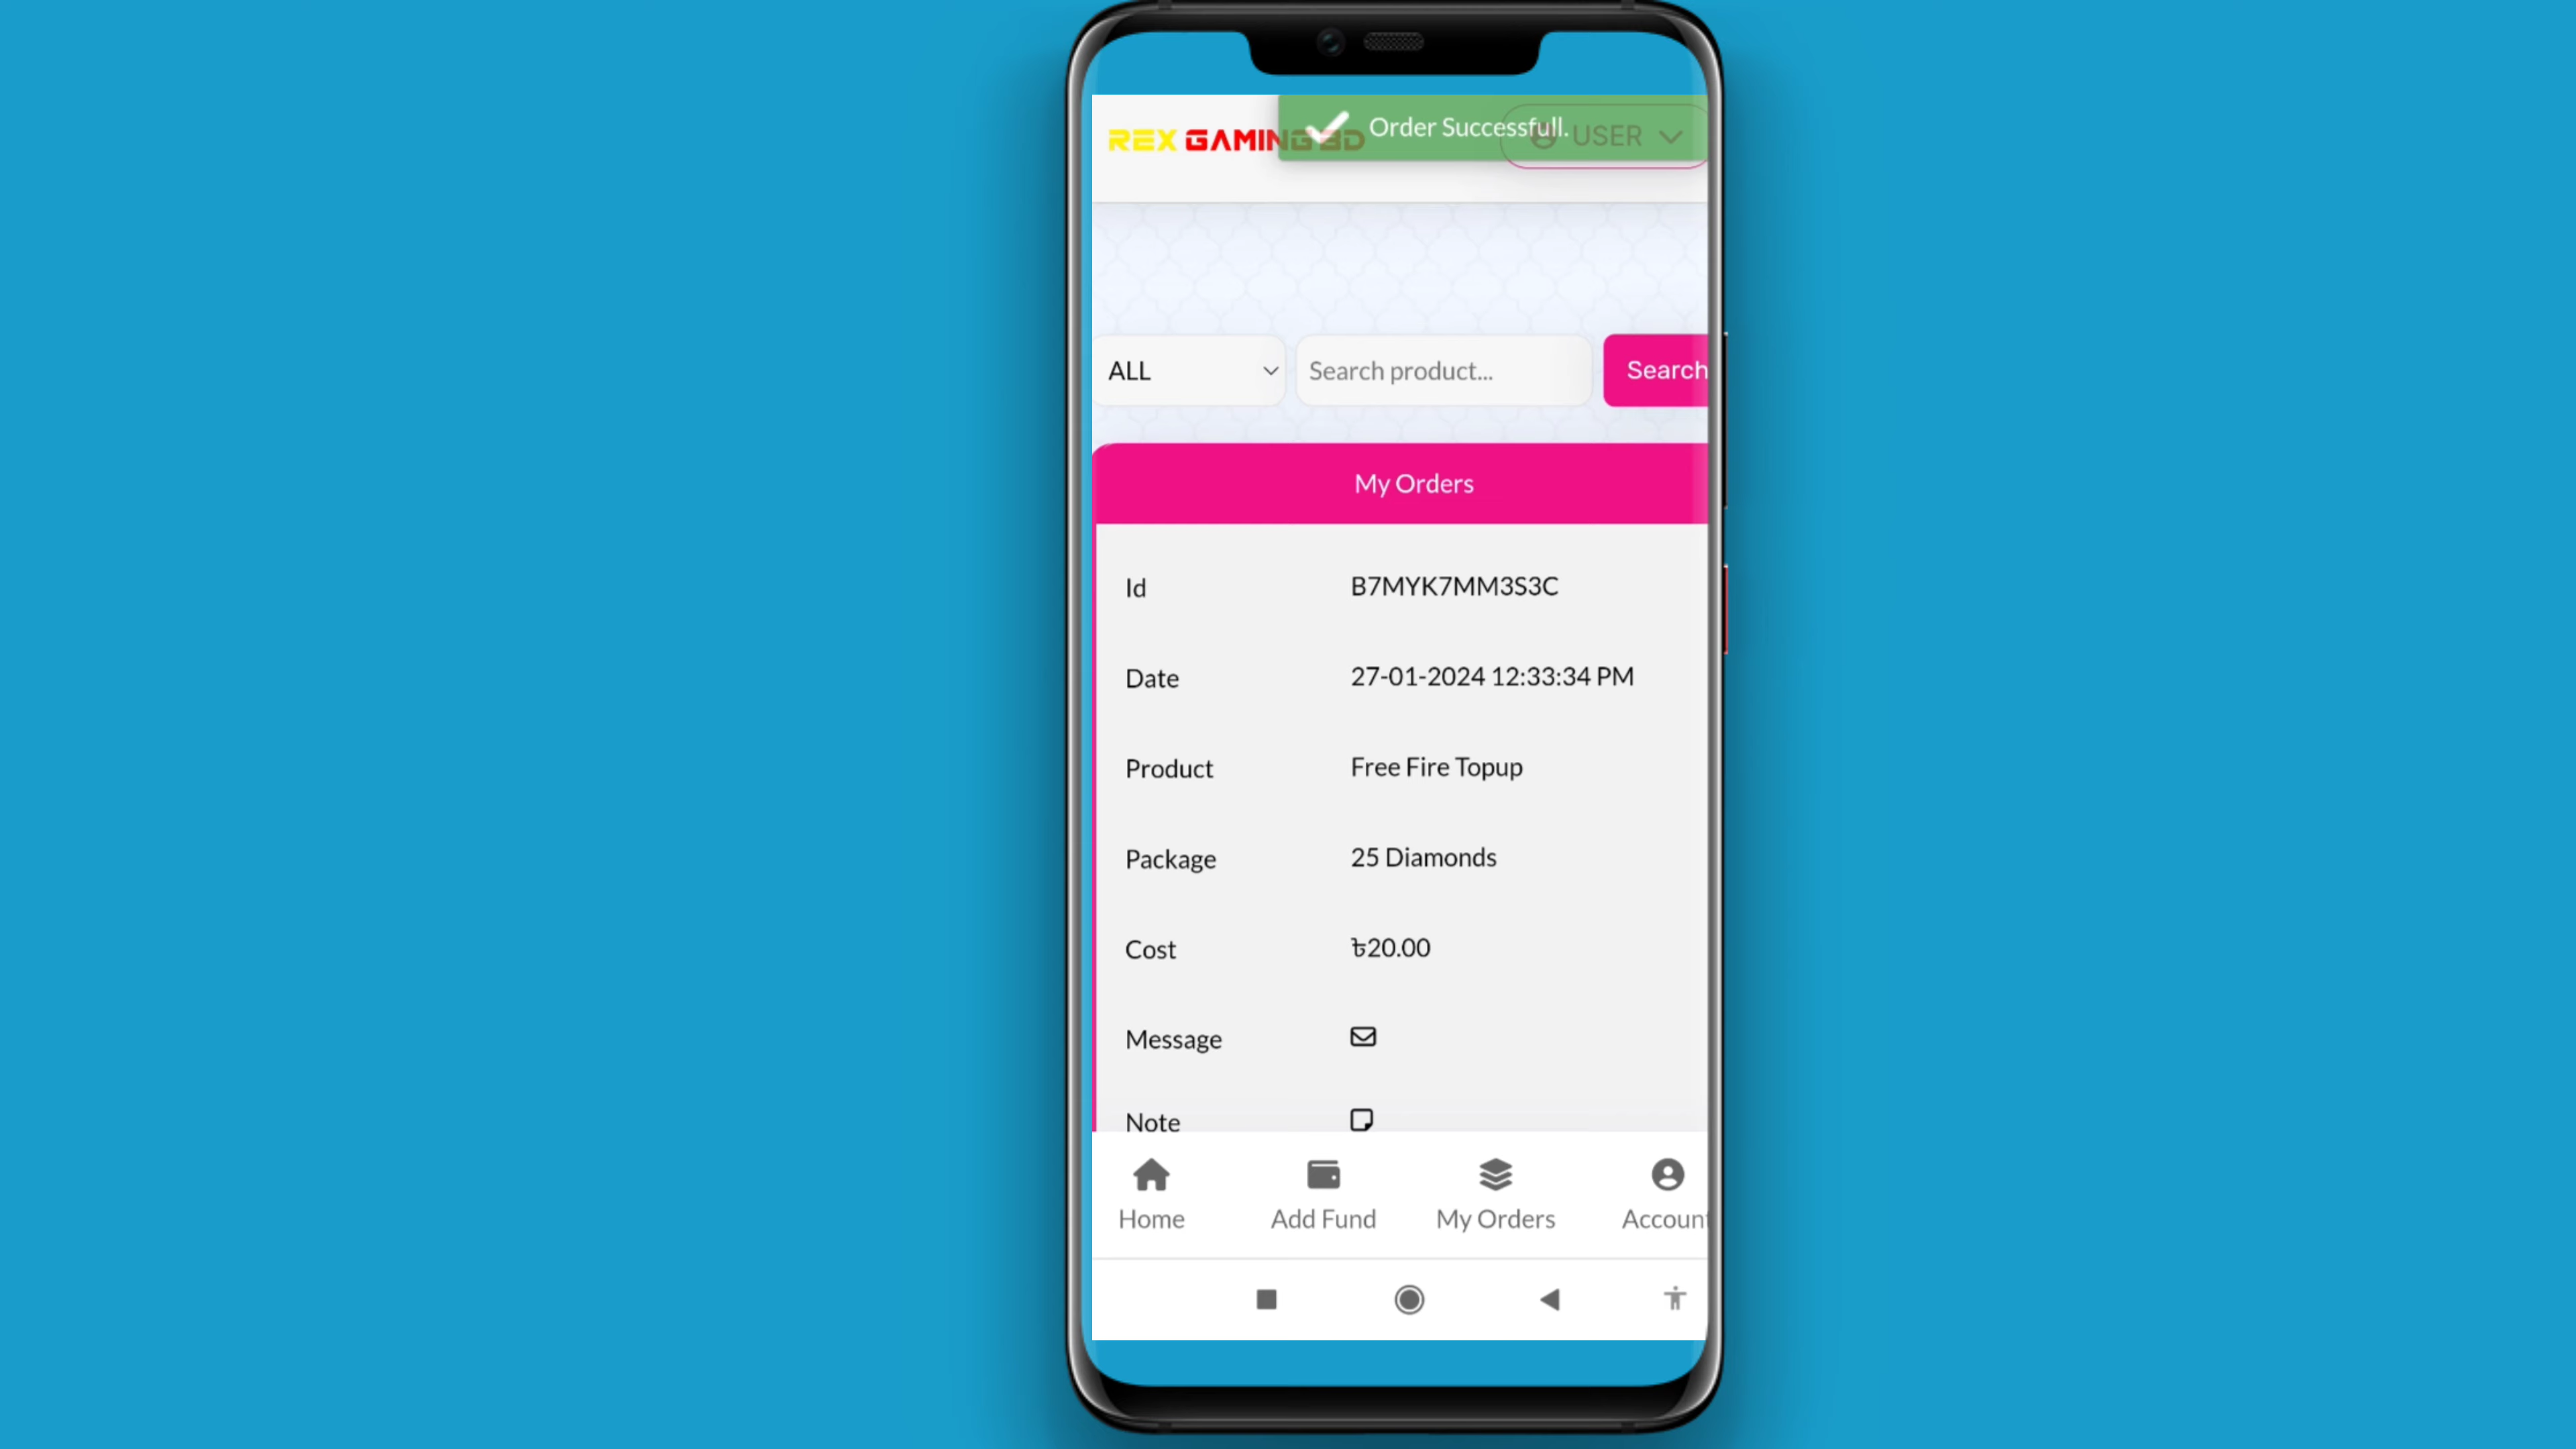 REX GAMING BD
Order Successfull.
USER
ALL
Search product...
Search
My Orders
Id B7MYK7MM3S3C
Date 27-01-2024 12:33:34 PM
Product Free Fire Topup
Package 25 Diamonds
Cost ৳20.00
Message
Note
Home Add Fund My Orders Account